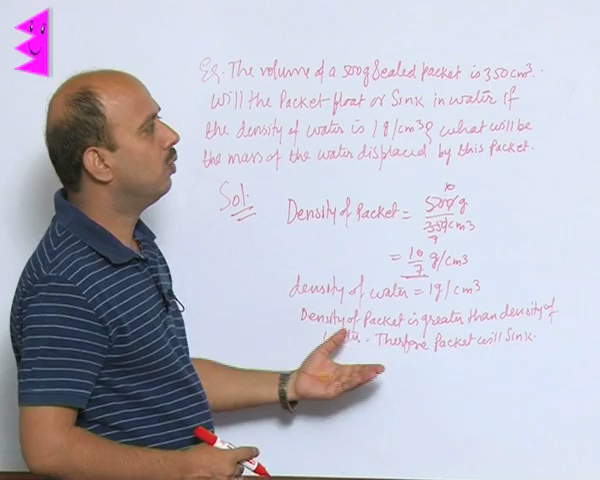 Eg. The volume of a 500g Sealed packet is 350cm³.
Will the Packet float or Sink in water if
the density of water is 1g/cm³ & what will be
the mass of the water displaced by this Packet.
Sol:
Density of Packet = 500g / 350cm³
10
7
= 10/7 g/cm³
density of water = 1g/cm³
Density of Packet is greater than density of
Therfore Packet will Sink.